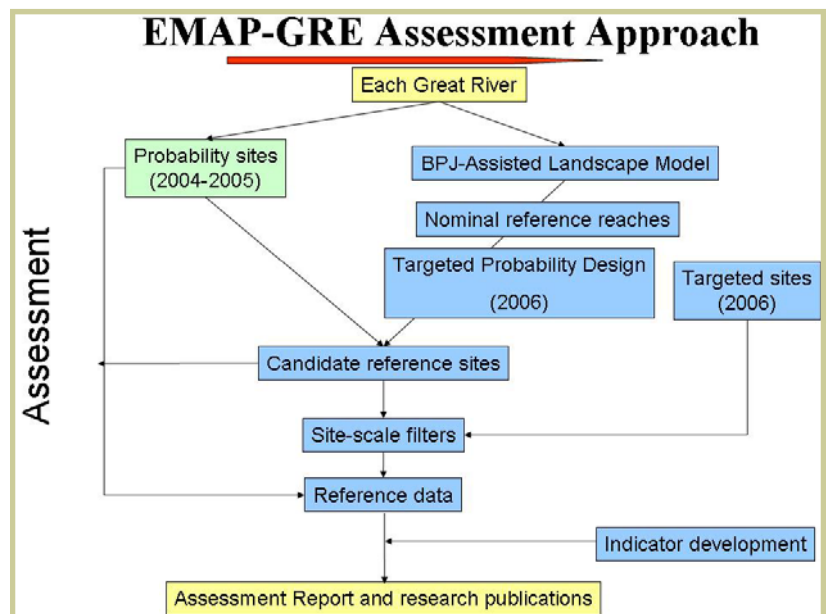 EMAP-GRE Assessment Approach
Each Great River
Probability sites
(2004-2005)
BPJ-Assisted Landscape Model
Nominal reference reaches
Targeted Probability Design
(2006)
Targeted sites
(2006)
Assessment
Candidate reference sites
Site-scale filters
Reference data
Indicator development
Assessment Report and research publications